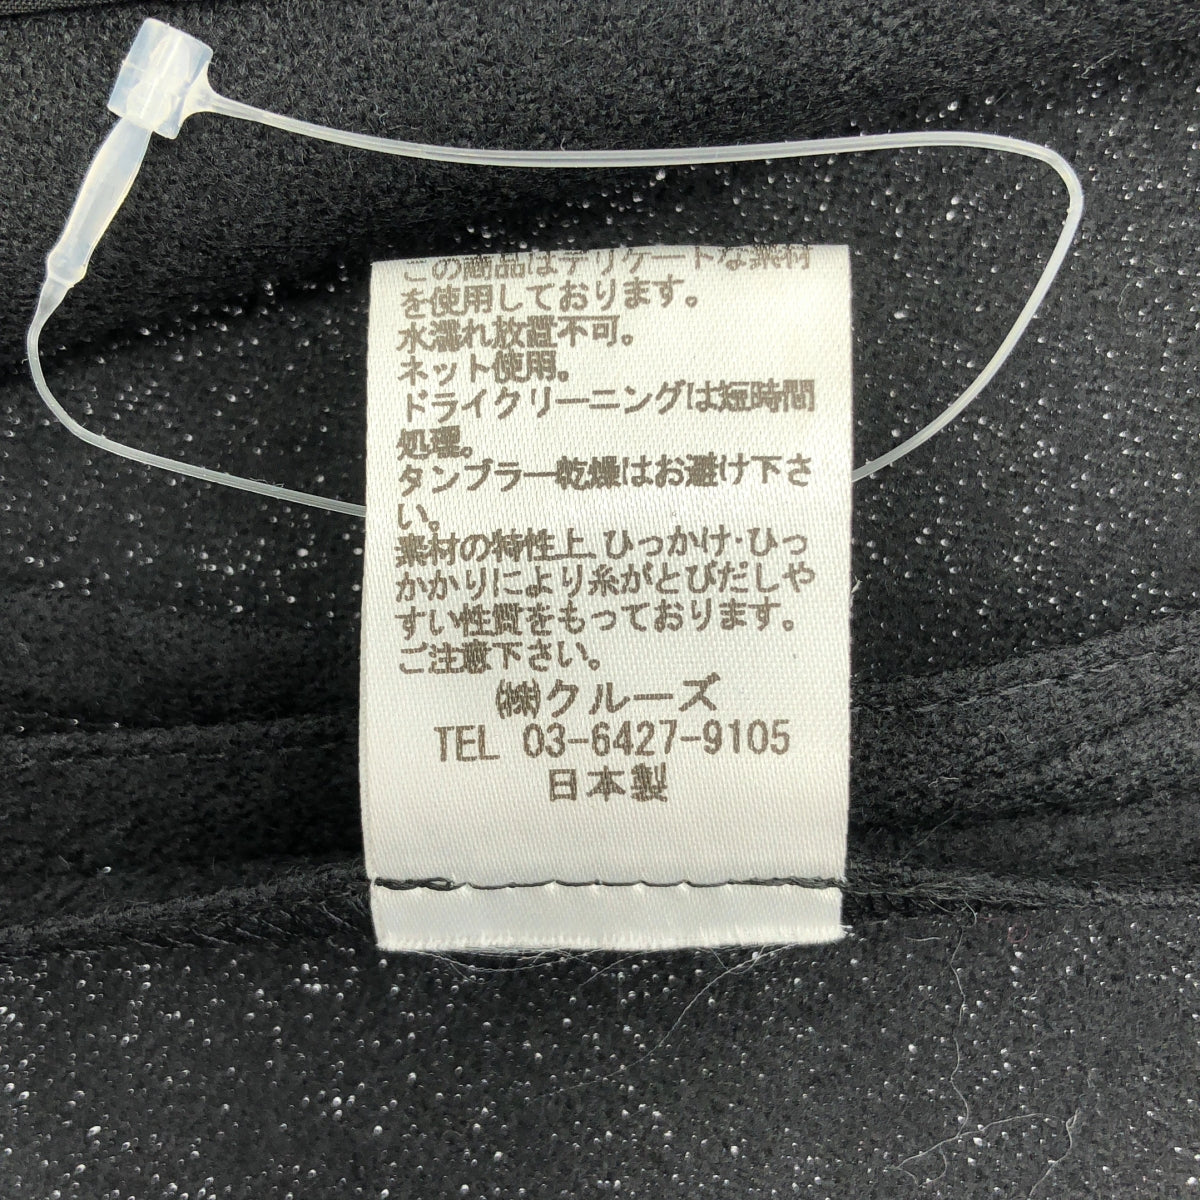 この商品はデリケートな素材
を使用しております。
水濡れ放置不可。
ネット使用。
ドライクリーニングは短時間
処理。
タンブラー乾燥はお避け下さ
い。
素材の特性上、ひっかけ・ひっ
かかりにより糸がとびだしや
すい性質をもっております。
ご注意下さい。
㈱クルーズ
TEL 03-6427-9105
日本製